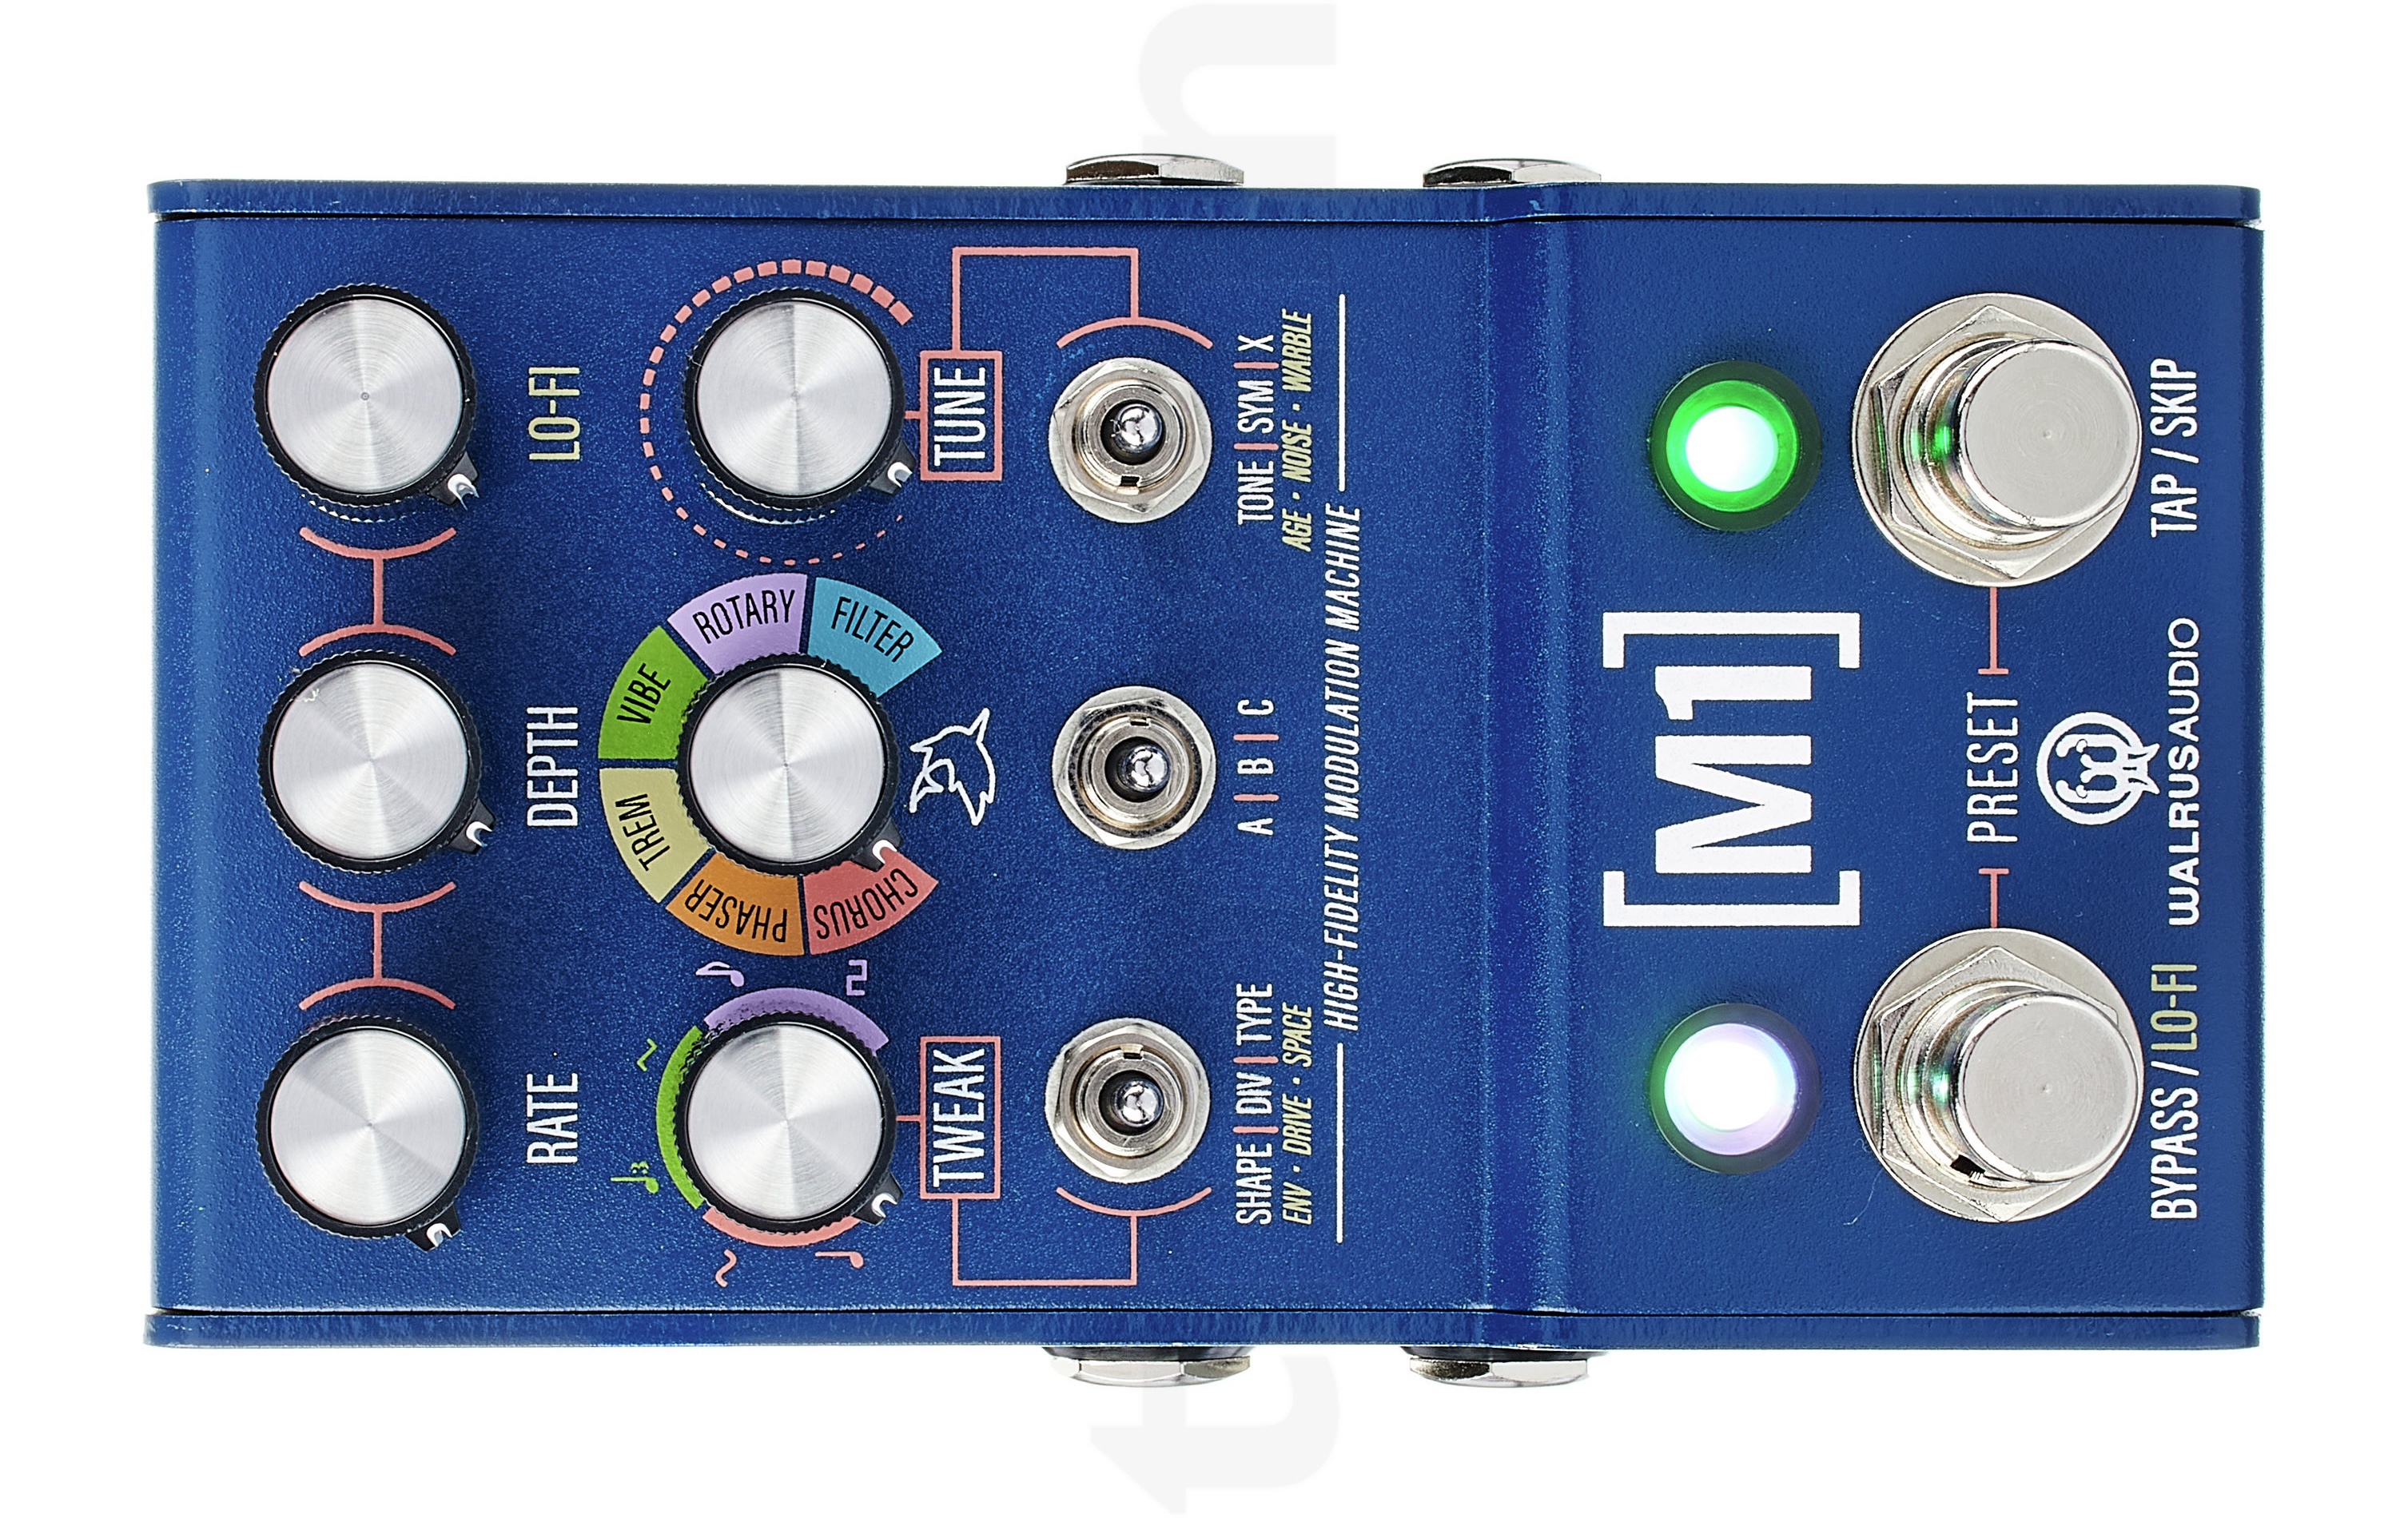 RATE
DEPTH
LO-FI
CHORUS
PHASER
TREM
VIBE
ROTARY
FILTER
3
TWEAK
TUNE
SHAPE | DIV | TYPE
ENV · DRIVE · SPACE
A | B | C
TONE | SYM | X
AGE · NOISE · WARBLE
HIGH-FIDELITY MODULATION MACHINE
[M1]
PRESET
BYPASS / LO-FI
WALRUSAUDIO
TAP / SKIP